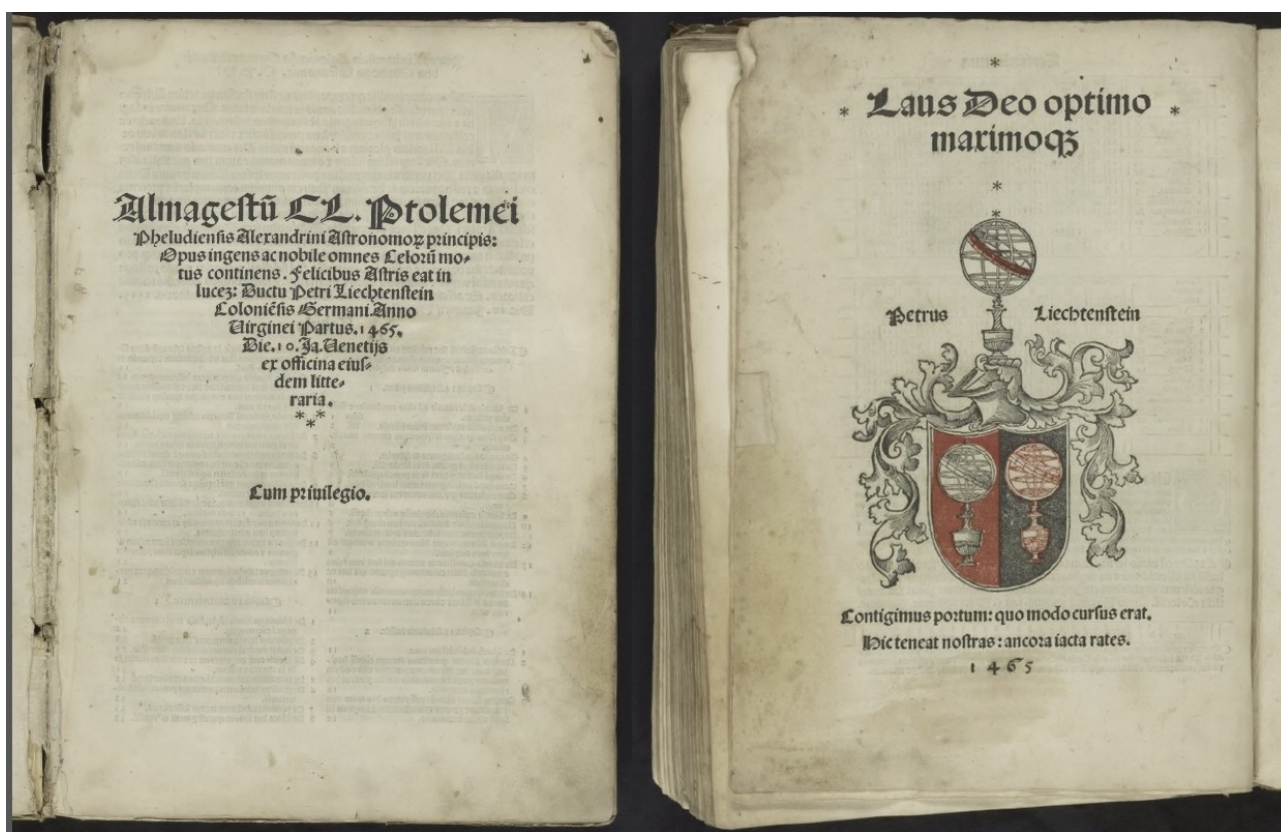 Almagestū CL. Ptolemei
Pheludiensis Alexandrini Astronomoꝝ principis:
Opus ingens ac nobile omnes Celorū mo⸗
tus continens. Felicibus Astris eat in
luceꝫ: Ductu Petri Liechtenstein
Coloniēsis Germani. Anno
Virginei Partus. 1465.
Die. 10. Ja. Venetijs
ex officina eius⸗
dem litte⸗
raria.
* *
*
Cum priuilegio.
*
* Laus Deo optimo *
maximoqꝫ
*
*
Petrus Liechtenstein
Contigimus portum: quo modo cursus erat.
Hic teneat nostras: ancora iacta rates.
1465